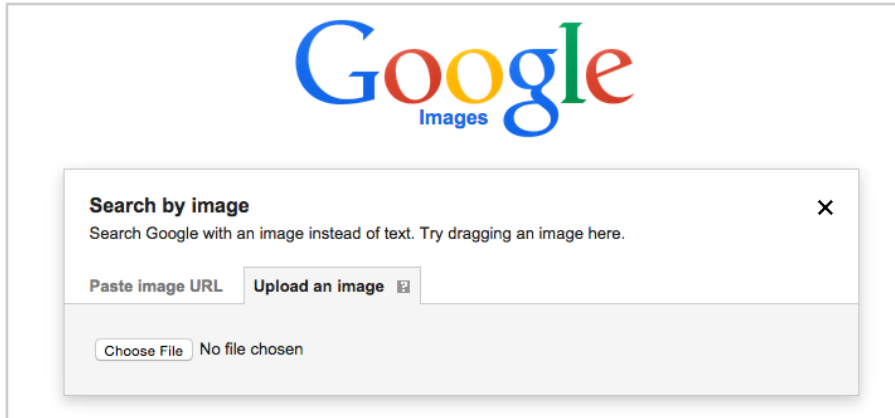 Google
Images
Search by image
Search Google with an image instead of text. Try dragging an image here.
Paste image URL Upload an image ?
Choose File No file chosen